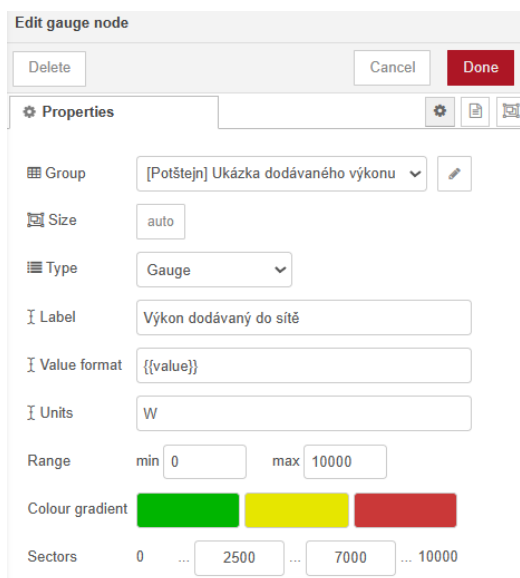 Edit gauge node
Delete Cancel Done
Properties
Group [Potštejn] Ukázka dodávaného výkonu
Size auto
Type Gauge
Label Výkon dodávaný do sítě
Value format {{value}}
Units W
Range min 0 max 10000
Colour gradient
Sectors 0 ... 2500 ... 7000 ... 10000